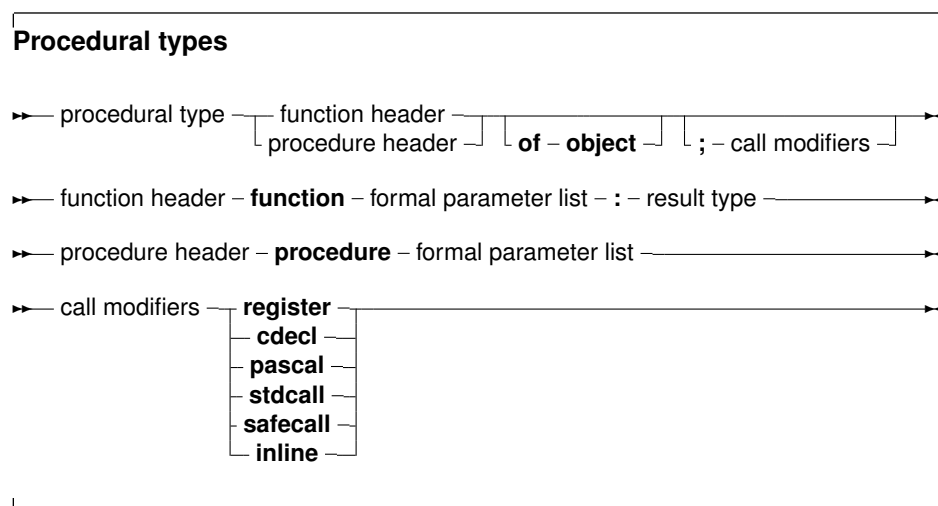 Procedural types
procedural type function header
procedure header of object ; call modifiers
function header function formal parameter list : result type
procedure header procedure formal parameter list
call modifiers register
cdecl
pascal
stdcall
safecall
inline